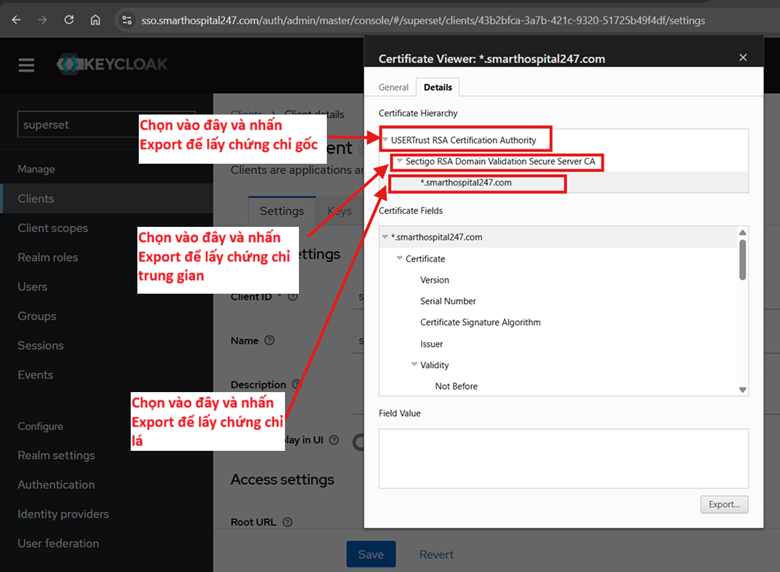 sso.smarthospital247.com/auth/admin/master/console/#/superset/clients/43b2bfca-3a7b-421c-9320-51725b49f4df/settings
KEYCLOAK
superset
Manage
Clients
Client scopes
Realm roles
Users
Groups
Sessions
Events
Configure
Realm settings
Authentication
Identity providers
User federation
Clients
Client details
Clients are applications
Settings
Keys
Client ID *
Name
Description
Access settings
Root URL
Save
Revert
Chọn vào đây và nhấn
Export để lấy chứng chỉ gốc
Chọn vào đây và nhấn
Export để lấy chứng chỉ
trung gian
Chọn vào đây và nhấn
Export để lấy chứng chỉ
lá
Certificate Viewer: *.smarthospital247.com
General
Details
Certificate Hierarchy
USERTrust RSA Certification Authority
Sectigo RSA Domain Validation Secure Server CA
*.smarthospital247.com
Certificate Fields
*.smarthospital247.com
Certificate
Version
Serial Number
Certificate Signature Algorithm
Issuer
Validity
Not Before
Field Value
Export...